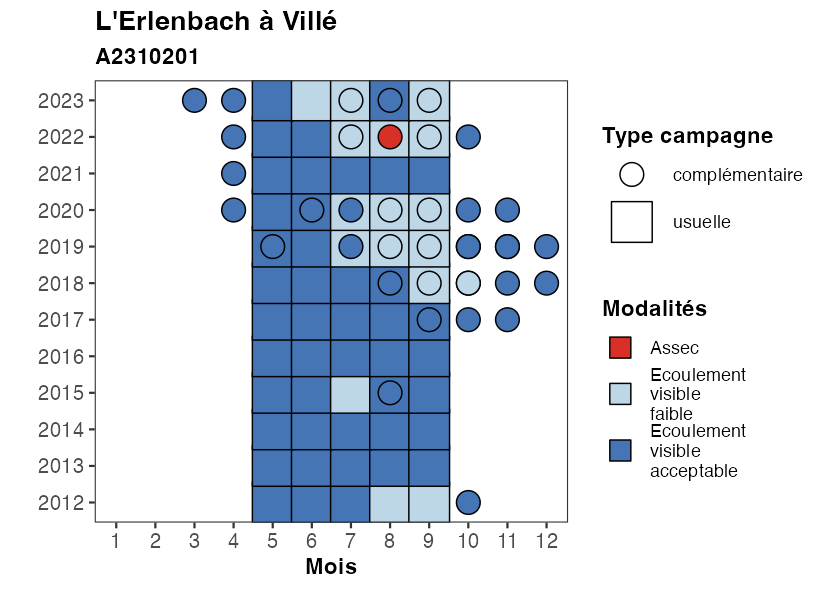 L'Erlenbach à Villé
A2310201
2023
2022
2021
2020
2019
2018
2017
2016
2015
2014
2013
2012
1 2 3 4 5 6 7 8 9 10 11 12
Mois
Type campagne
complémentaire
usuelle
Modalités
Assec
Ecoulement
visible
faible
Ecoulement
visible
acceptable